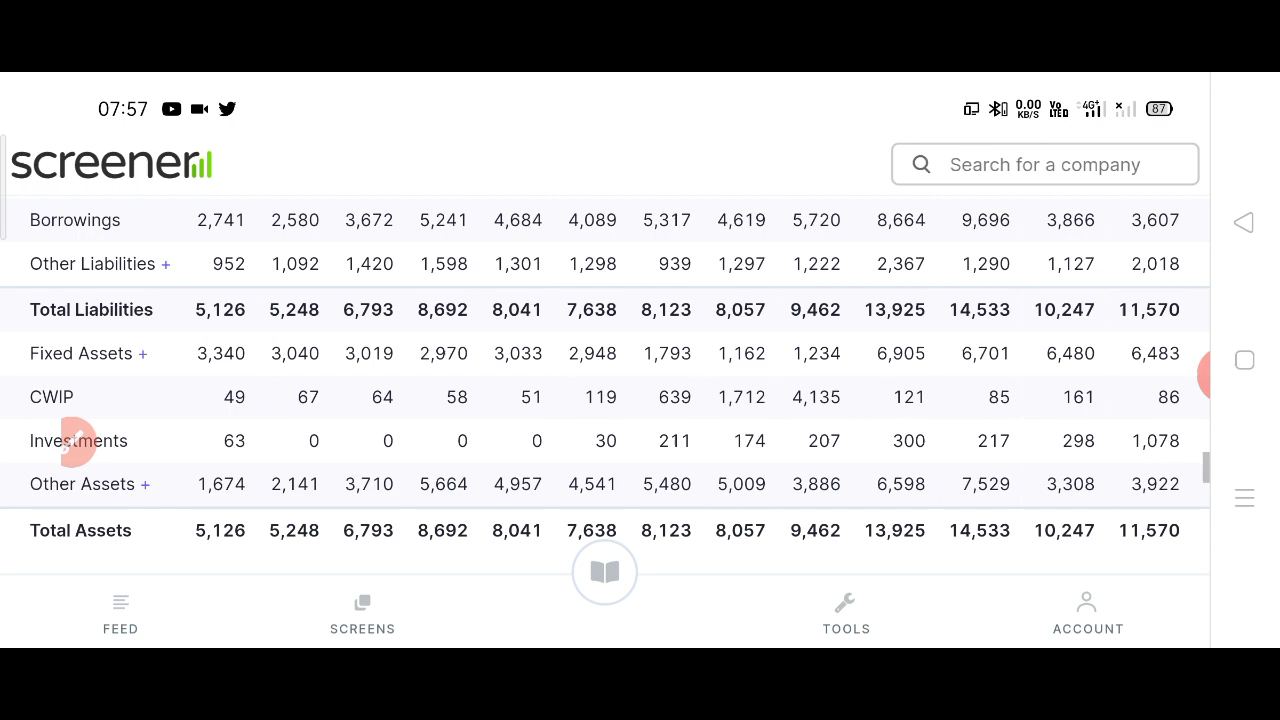 07:57 0.00 KB/S Vo LTE 4G+ 87
screener Search for a company
Borrowings 2,741 2,580 3,672 5,241 4,684 4,089 5,317 4,619 5,720 8,664 9,696 3,866 3,607
Other Liabilities + 952 1,092 1,420 1,598 1,301 1,298 939 1,297 1,222 2,367 1,290 1,127 2,018
Total Liabilities 5,126 5,248 6,793 8,692 8,041 7,638 8,123 8,057 9,462 13,925 14,533 10,247 11,570
Fixed Assets + 3,340 3,040 3,019 2,970 3,033 2,948 1,793 1,162 1,234 6,905 6,701 6,480 6,483
CWIP 49 67 64 58 51 119 639 1,712 4,135 121 85 161 86
Investments 63 0 0 0 0 30 211 174 207 300 217 298 1,078
Other Assets + 1,674 2,141 3,710 5,664 4,957 4,541 5,480 5,009 3,886 6,598 7,529 3,308 3,922
Total Assets 5,126 5,248 6,793 8,692 8,041 7,638 8,123 8,057 9,462 13,925 14,533 10,247 11,570
FEED SCREENS TOOLS ACCOUNT